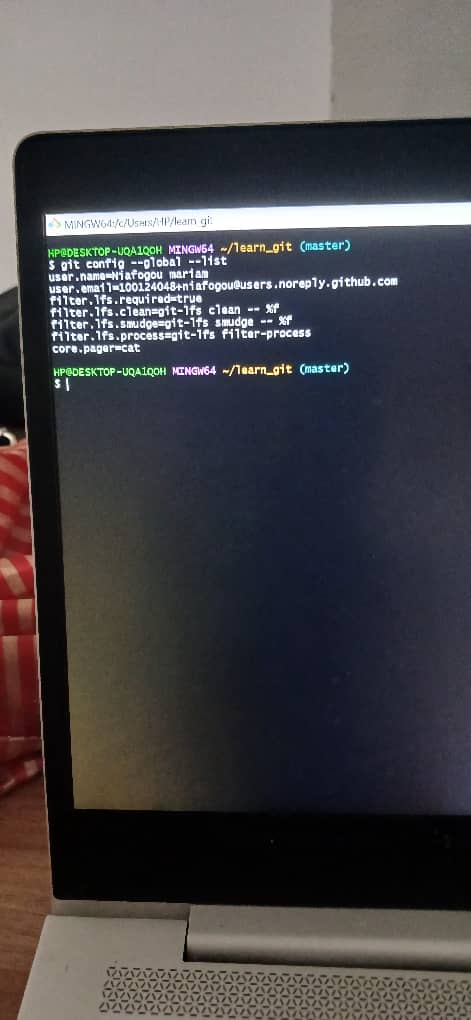 MINGW64:/c/Users/HP/learn_git
HP@DESKTOP-UQA1QOH MINGW64 ~/learn_git (master)
$ git config --global --list
user.name=Niafogou mariam
user.email=100124048+niafogou@users.noreply.github.com
filter.lfs.required=true
filter.lfs.clean=git-lfs clean -- %f
filter.lfs.smudge=git-lfs smudge -- %f
filter.lfs.process=git-lfs filter-process
core.pager=cat
HP@DESKTOP-UQA1QOH MINGW64 ~/learn_git (master)
$